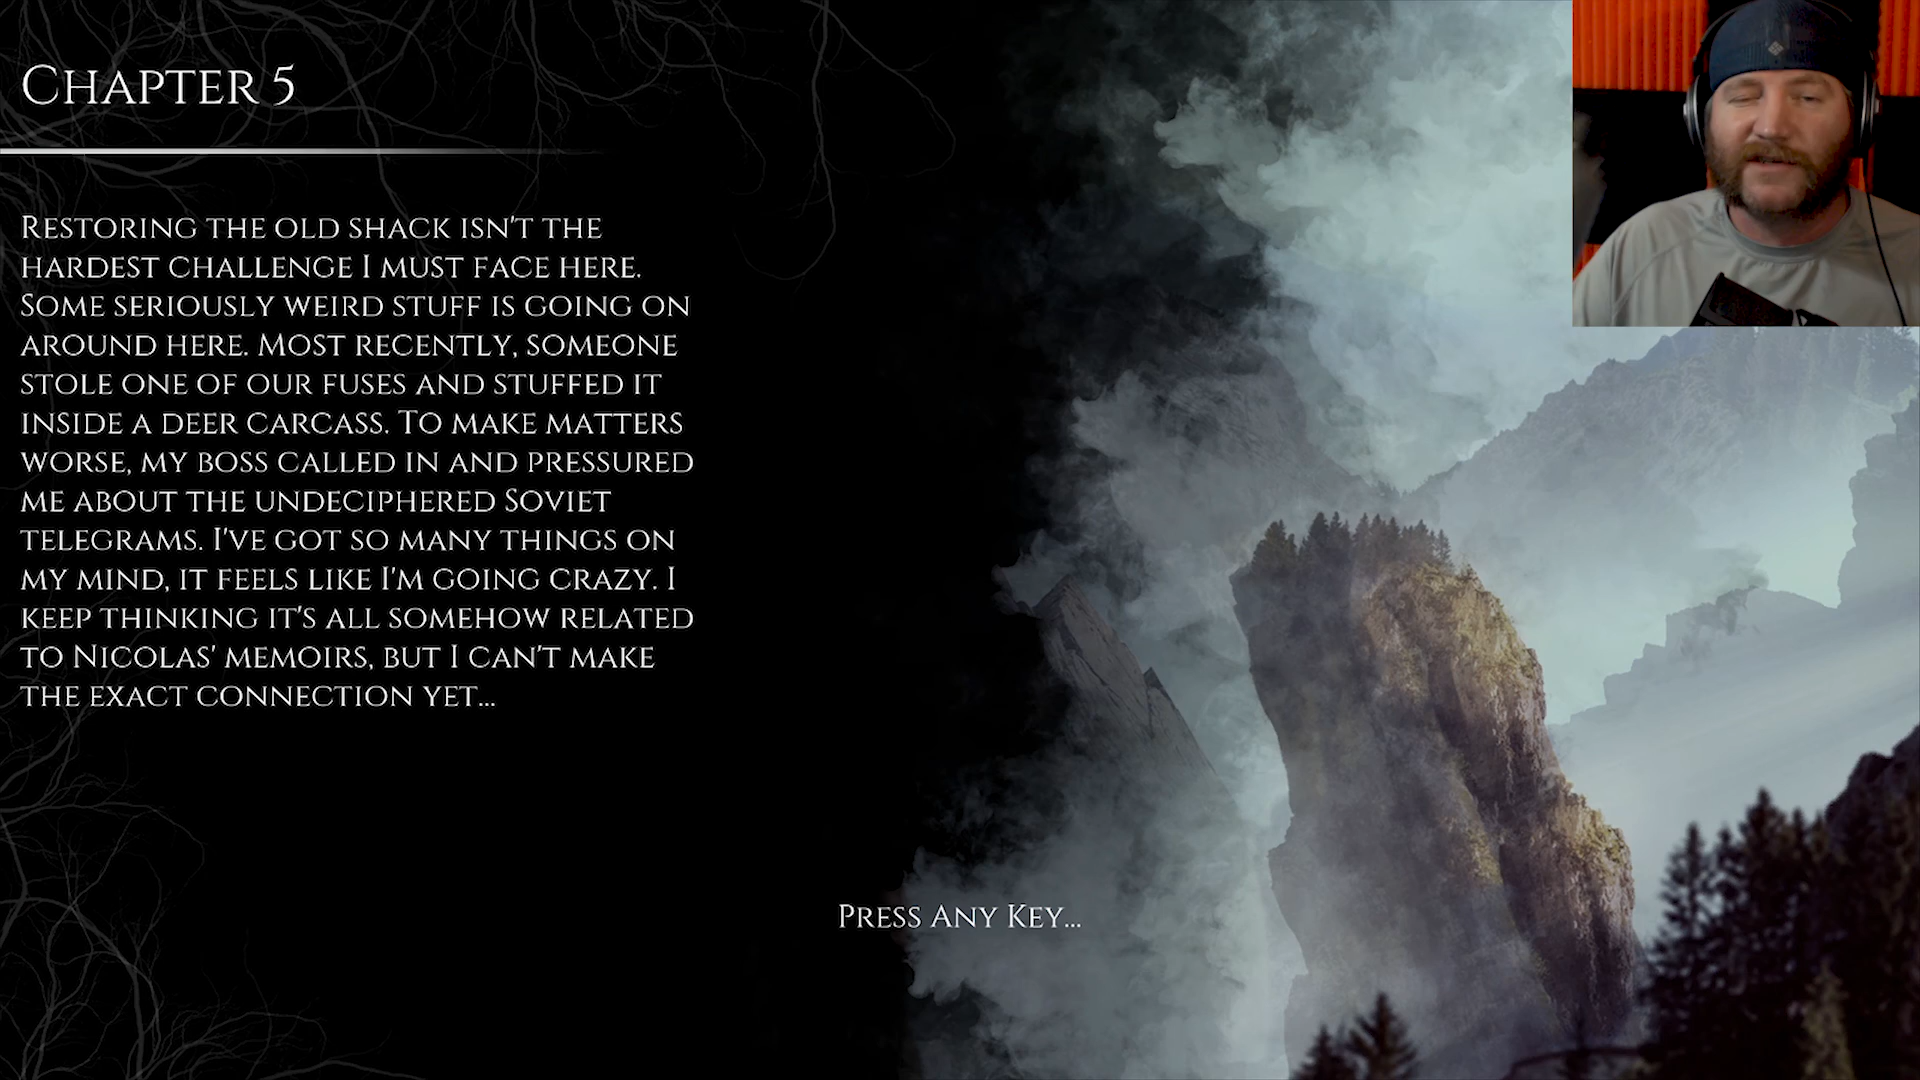 Chapter 5
Restoring the old shack isn't the
hardest challenge I must face here.
Some seriously weird stuff is going on
around here. Most recently, someone
stole one of our fuses and stuffed it
inside a deer carcass. To make matters
worse, my boss called in and pressured
me about the undeciphered Soviet
telegrams. I've got so many things on
my mind, it feels like I'm going crazy. I
keep thinking it's all somehow related
to Nicolas' memoirs, but I can't make
the exact connection yet...
Press Any Key...